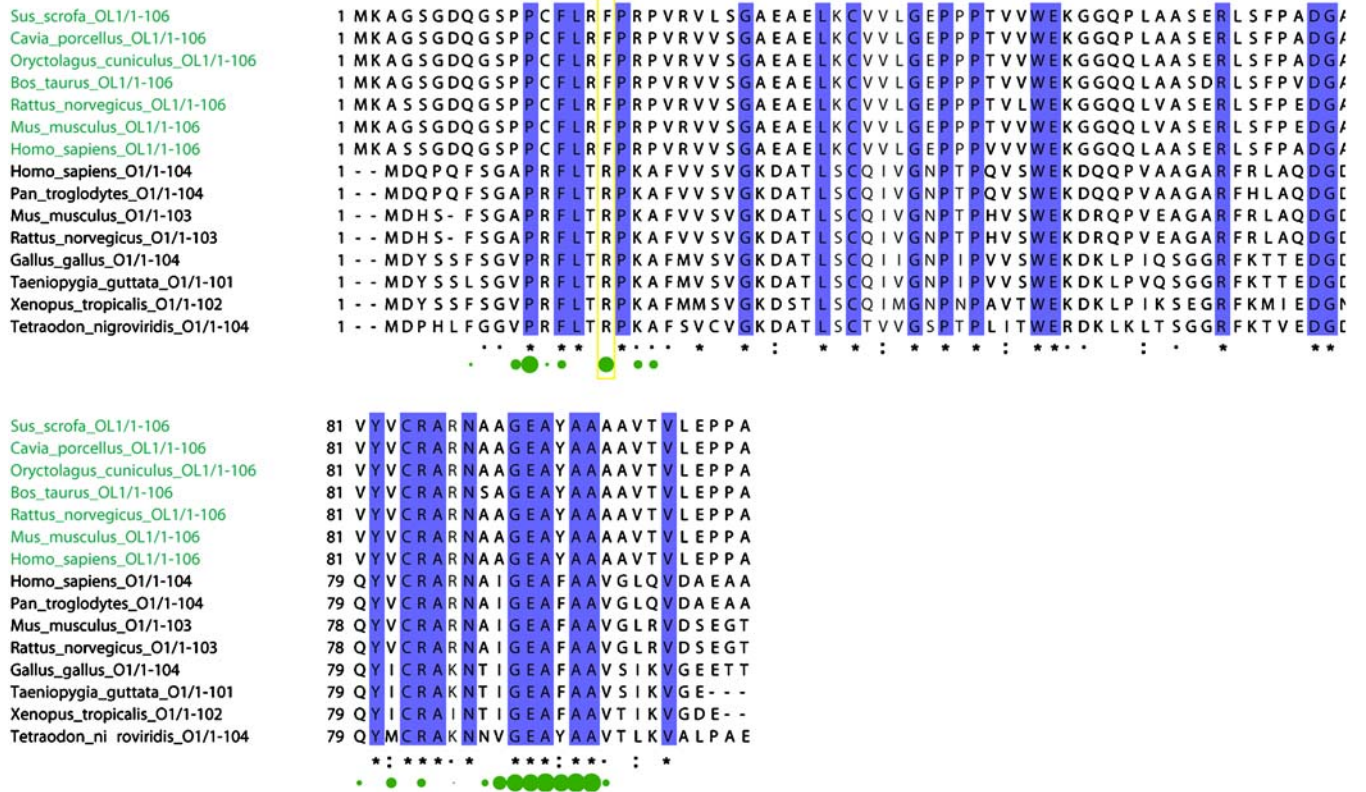 Sus_scrofa_OL1/1-106 1 MKAGSGDQGSPPCFLRFPRPVRVLSGAEAELKCVVLGEPPPTVVWEKGGQPLAASERLSFPADGA
Cavia_porcellus_OL1/1-106 1 MKAGSGDQGSPPCFLRFPRPVRVVSGAEAELKCVVLGEPPPTVVWEKGGQQLAASERLSFPADGA
Oryctolagus_cuniculus_OL1/1-106 1 MKAGSGDQGSPPCFLRFPRPVRVVSGAEAELKCVVLGEPPPTVVWEKGGQQLAASERLSFPADGA
Bos_taurus_OL1/1-106 1 MKAGSGDQGSPPCFLRFPRPVRVVSGAEAELKCVVLGEPPPTVVWEKGGQQLAASDRLSFPVDGA
Rattus_norvegicus_OL1/1-106 1 MKASSGDQGSPPCFLRFPRPVRVVSGAEAELKCVVLGEPPPTVLWEKGGQQLAASERLSFPEDGA
Mus_musculus_OL1/1-106 1 MKAGSGDQGSPPCFLRFPRPVRVVSGAEAELKCVVLGEPPPTVVWEKGGQQLVASERLSFPEDGA
Homo_sapiens_OL1/1-106 1 MKASSGDQGSPPCFLRFPRPVRVVSGAEAELKCVVLGEPPPVVVWEKGGQQLAASERLSFPADGA
Homo_sapiens_O1/1-104 1 --MDQPQFSGAPRFLTRPKAFVVSVGKDATLSCQIVGNPTPQVSWEKDQQPVAAGARFRLAQDGD
Pan_troglodytes_O1/1-104 1 --MDQPQFSGAPRFLTRPKAFVVSVGKDATLSCQIVGNPTPQVSWEKDQQPVAAGARFHLAQDGD
Mus_musculus_O1/1-103 1 --MDHS-FSGAPRFLTRPKAFVVSVGKDATLSCQIVGNPTPHVSWEKDRQPVEAGARFRLAQDGD
Rattus_norvegicus_O1/1-103 1 --MDHS-FSGAPRFLTRPKAFVVSVGKDATLSCQIVGNPTPHVSWEKDRQPVEAGARFRLAQDGD
Gallus_gallus_O1/1-104 1 --MDYSSFSGVPRFLTRPKAFMVSVGKDATLSCQIIGNPIPVVSWEKDKLPIQSGGRFKTTEDGD
Taeniopygia_guttata_O1/1-101 1 --MDYSSLSGVPRFLTRPKAFMVSVGKDATLSCQIVGNPIPVVSWEKDKLPVQSGGRFKTTEDGD
Xenopus_tropicalis_O1/1-102 1 --MDYSSFSGVPRFLTRPKAFMMSVGKDSTLSCQIMGNPNPAVTWEKDKLPIKSEGRFKMIEDGN
Tetraodon_nigroviridis_O1/1-104 1 --MDPHLFGGVPRFLTRPKAFSVCVGKDATLSCTVVGSPTPLITWERDKLKLTSGGRFKTVEDGD
Sus_scrofa_OL1/1-106 81 VYVCRARNAAGEAYAAAAVTVLEPPA
Cavia_porcellus_OL1/1-106 81 VYVCRARNAAGEAYAAAAVTVLEPPA
Oryctolagus_cuniculus_OL1/1-106 81 VYVCRARNAAGEAYAAAAVTVLEPPA
Bos_taurus_OL1/1-106 81 VYVCRARNSAGEAYAAAAVTVLEPPA
Rattus_norvegicus_OL1/1-106 81 VYVCRARNAAGEAYAAAAVTVLEPPA
Mus_musculus_OL1/1-106 81 VYVCRARNAAGEAYAAAAVTVLEPPA
Homo_sapiens_OL1/1-106 81 VYVCRARNAAGEAYAAAAVTVLEPPA
Homo_sapiens_O1/1-104 79 QYVCRARNAIGEAFAAVGLQVDAEAA
Pan_troglodytes_O1/1-104 79 QYVCRARNAIGEAFAAVGLQVDAEAA
Mus_musculus_O1/1-103 78 QYVCRARNAIGEAFAAVGLRVDSEGT
Rattus_norvegicus_O1/1-103 78 QYVCRARNAIGEAFAAVGLRVDSEGT
Gallus_gallus_O1/1-104 79 QYICRAKNTIGEAFAAVSIKVGEETT
Taeniopygia_guttata_O1/1-101 79 QYICRAKNTIGEAFAAVSIKVGE---
Xenopus_tropicalis_O1/1-102 79 QYICRAINTIGEAFAAVTIKVGDE--
Tetraodon_ni roviridis_O1/1-104 79 QYMCRAKNNVGEAYAAVTLKVALPAE